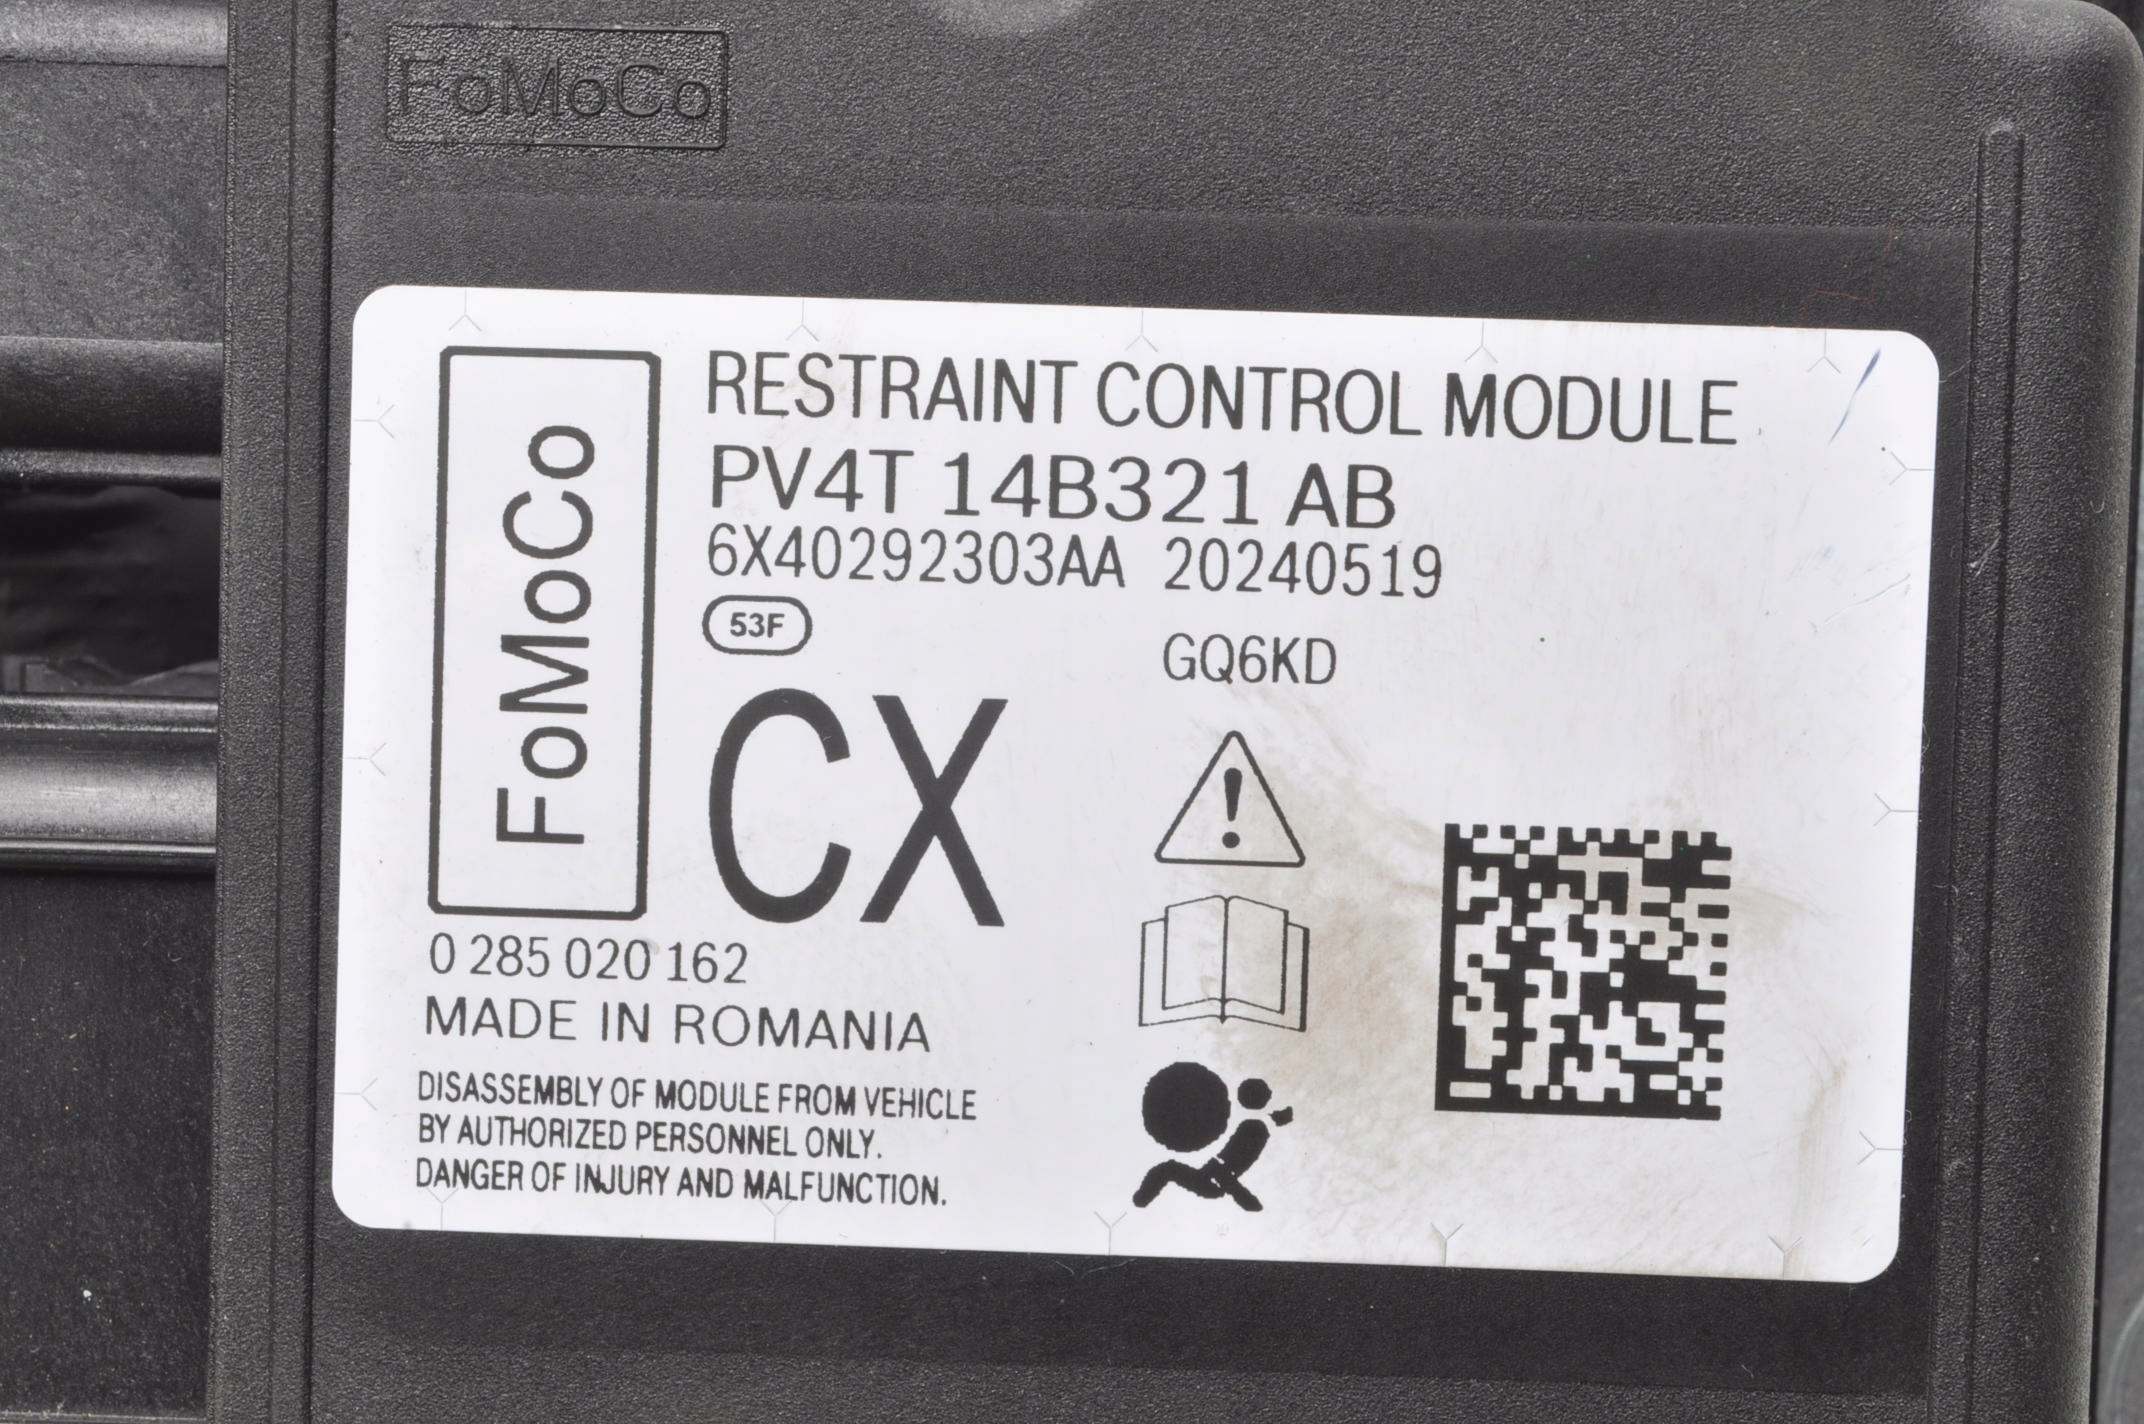 FoMoCo
FoMoCo
RESTRAINT CONTROL MODULE
PV4T 14B321 AB
6X40292303AA 20240519
53F
GQ6KD
CX
0 285 020 162
MADE IN ROMANIA
DISASSEMBLY OF MODULE FROM VEHICLE
BY AUTHORIZED PERSONNEL ONLY.
DANGER OF INJURY AND MALFUNCTION.